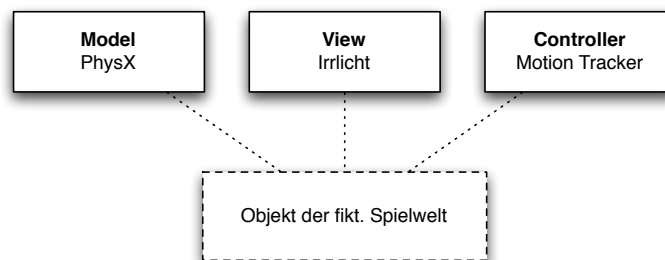 Model
PhysX
View
Irrlicht
Controller
Motion Tracker
Objekt der fikt. Spielwelt